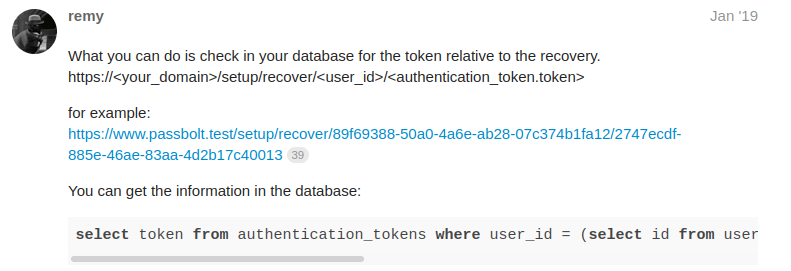 remy
Jan '19
What you can do is check in your database for the token relative to the recovery.
https://<your_domain>/setup/recover/<user_id>/<authentication_token.token>
for example:
https://www.passbolt.test/setup/recover/89f69388-50a0-4a6e-ab28-07c374b1fa12/2747ecdf-
885e-46ae-83aa-4d2b17c40013 39
You can get the information in the database:
select token from authentication_tokens where user_id = (select id from user